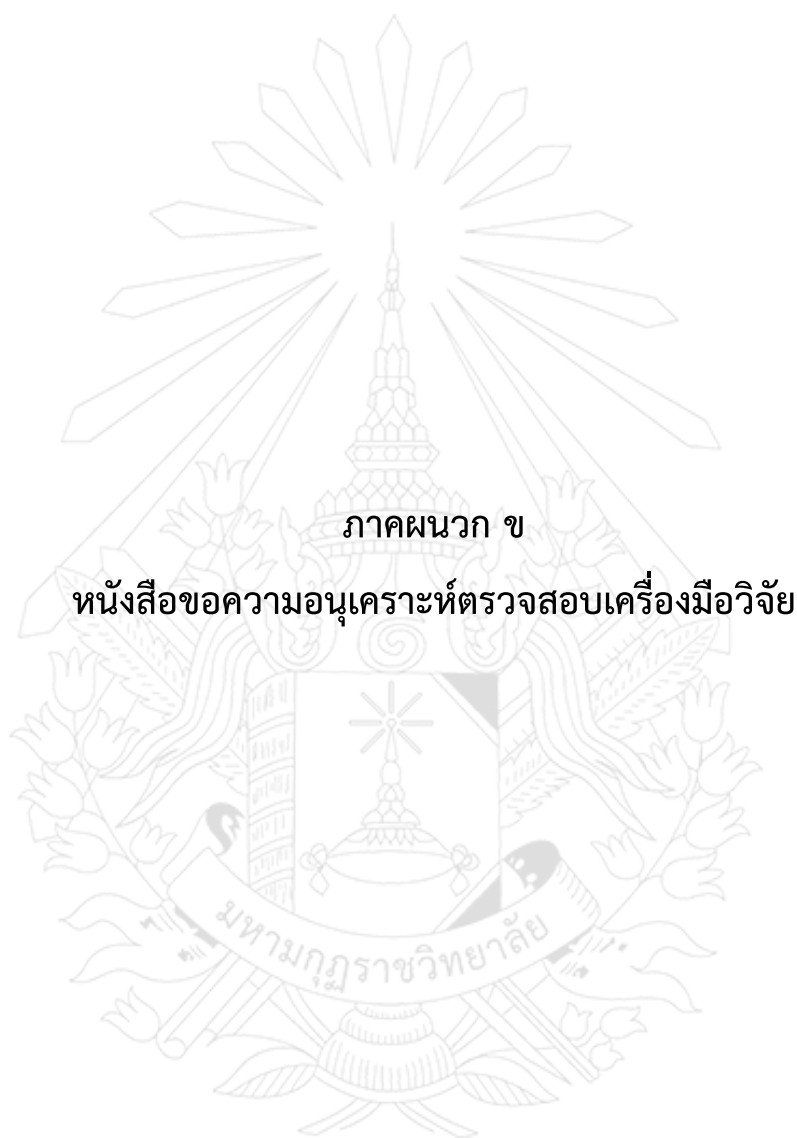 ภาคผนวก ข
หนังสือขอความอนุเคราะห์ตรวจสอบเครื่องมือวิจัย
มหามกุฏราชวิทยาลัย